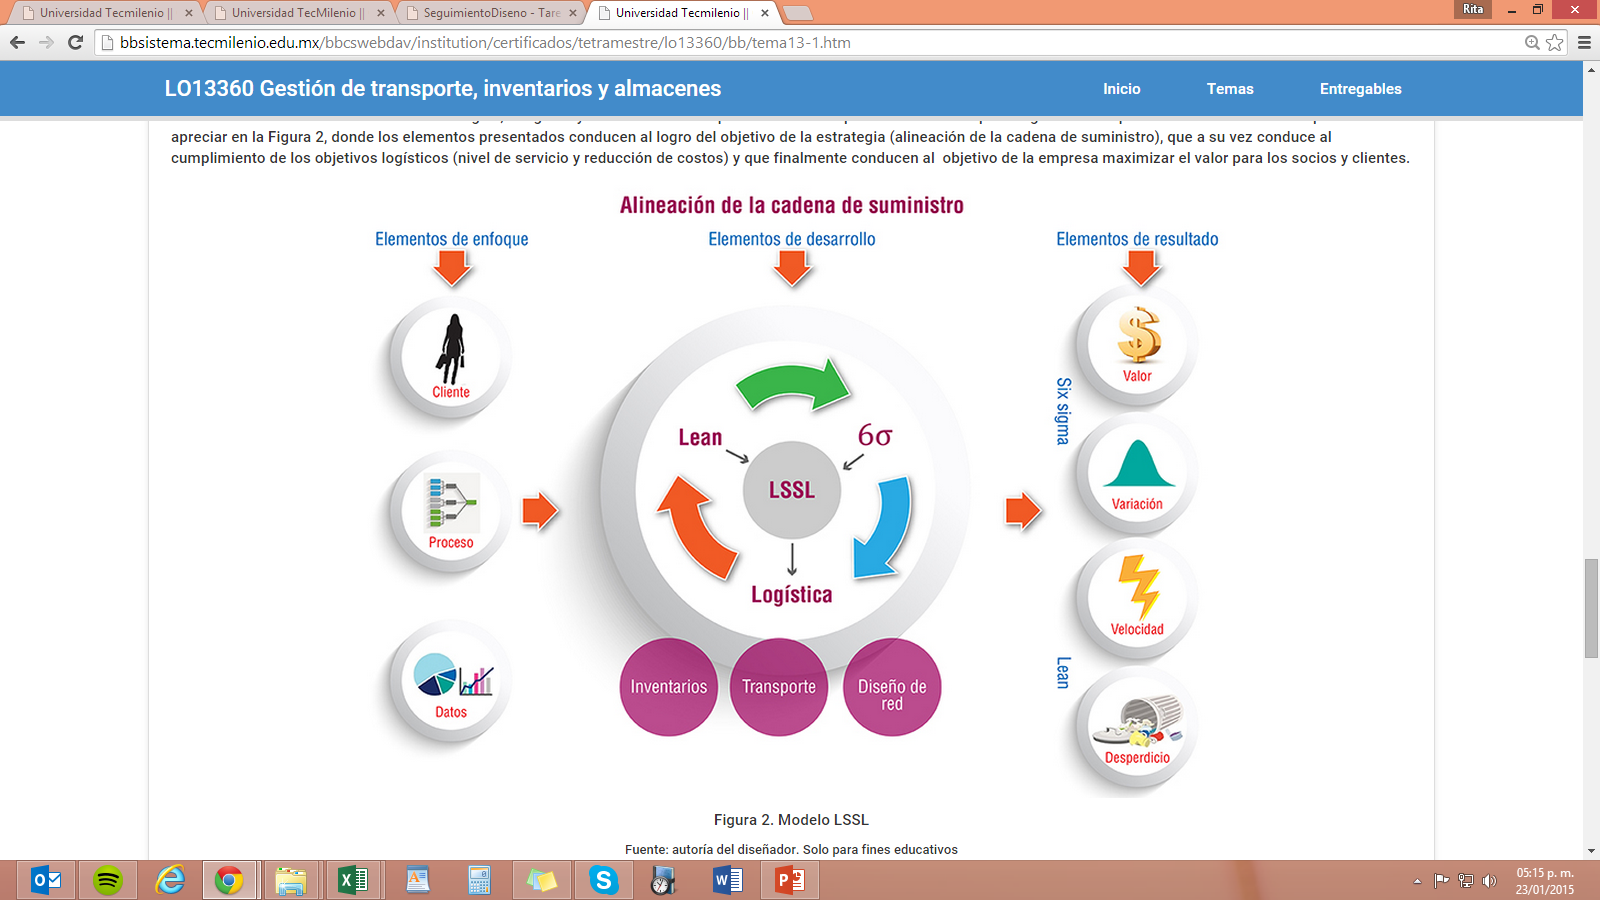 Universidad Tecmilenio ||
Universidad TecMilenio ||
SeguimientoDiseno - Tare
Universidad Tecmilenio ||
Rita
bbsistema.tecmilenio.edu.mx/bbcswebdav/institution/certificados/tetramestre/lo13360/bb/tema13-1.htm
LO13360 Gestión de transporte, inventarios y almacenes
Inicio
Temas
Entregables
apreciar en la Figura 2, donde los elementos presentados conducen al logro del objetivo de la estrategia (alineación de la cadena de suministro), que a su vez conduce al
cumplimiento de los objetivos logísticos (nivel de servicio y reducción de costos) y que finalmente conducen al objetivo de la empresa maximizar el valor para los socios y clientes.
Alineación de la cadena de suministro
Elementos de enfoque
Elementos de desarrollo
Elementos de resultado
Cliente
Proceso
Datos
Lean
6σ
LSSL
Logística
Inventarios
Transporte
Diseño de
red
Six sigma
Lean
Valor
Variación
Velocidad
Desperdicio
Figura 2. Modelo LSSL
Fuente: autoría del diseñador. Solo para fines educativos
05:15 p. m.
23/01/2015